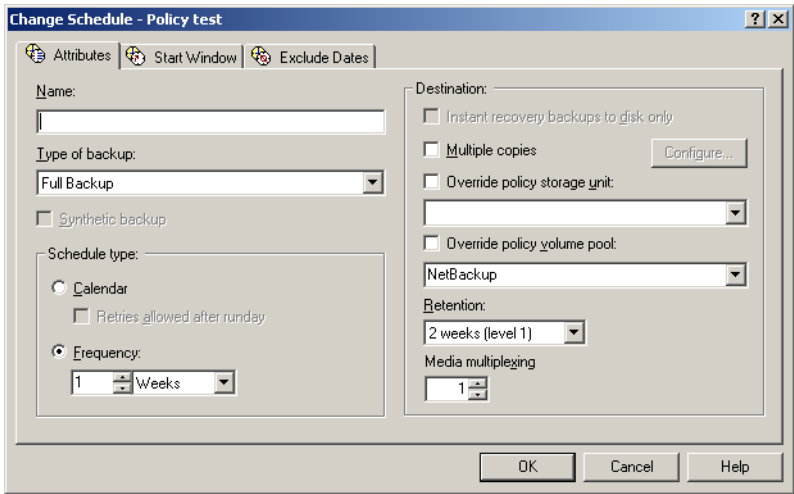 Change Schedule - Policy test
Attributes
Start Window
Exclude Dates
Name:
Type of backup:
Full Backup
Synthetic backup
Schedule type:
Calendar
Retries allowed after runday
Frequency:
1 Weeks
Destination:
Instant recovery backups to disk only
Multiple copies
Configure...
Override policy storage unit:
Override policy volume pool:
NetBackup
Retention:
2 weeks (level 1)
Media multiplexing
1
OK
Cancel
Help